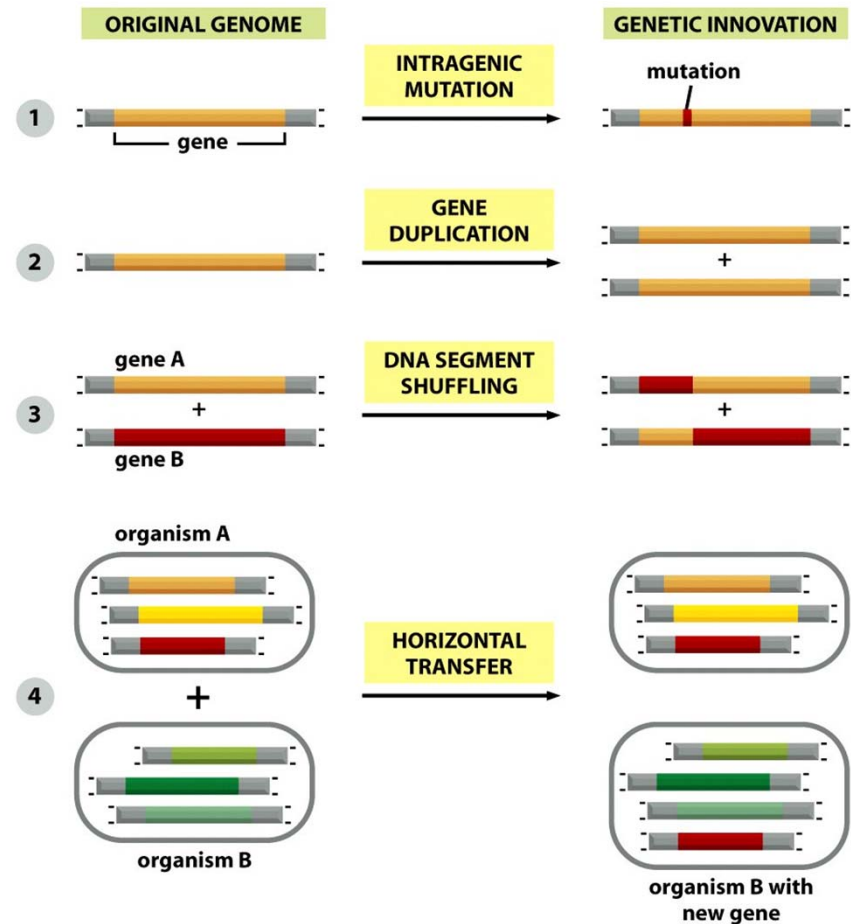 ORIGINAL GENOME
GENETIC INNOVATION
INTRAGENIC
MUTATION
mutation
1
gene
GENE
DUPLICATION
2
+
gene A
DNA SEGMENT
SHUFFLING
3
+
+
gene B
organism A
HORIZONTAL
TRANSFER
4
+
organism B
organism B with
new gene